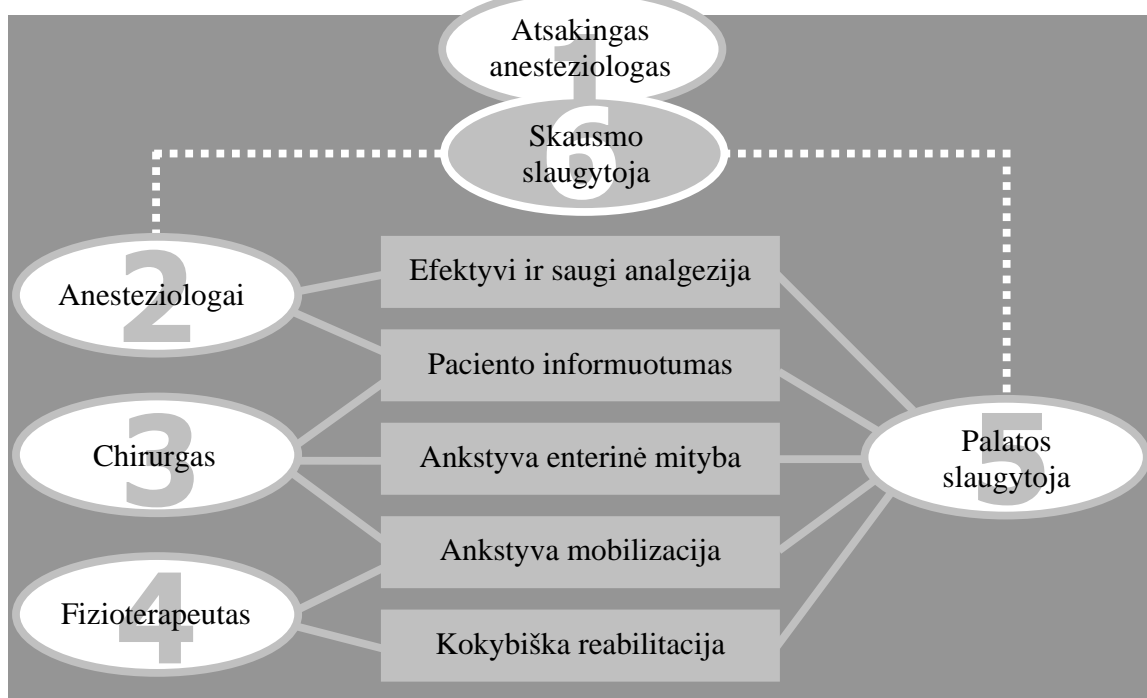 1
Atsakingas
anesteziologas
6
Skausmo
slaugytoja
2
Anesteziologai
Efektyvi ir saugi analgezija
Paciento informuotumas
3
Chirurgas
Ankstyva enterinė mityba
5
Palatos
slaugytoja
Ankstyva mobilizacija
4
Fizioterapeutas
Kokybiška reabilitacija